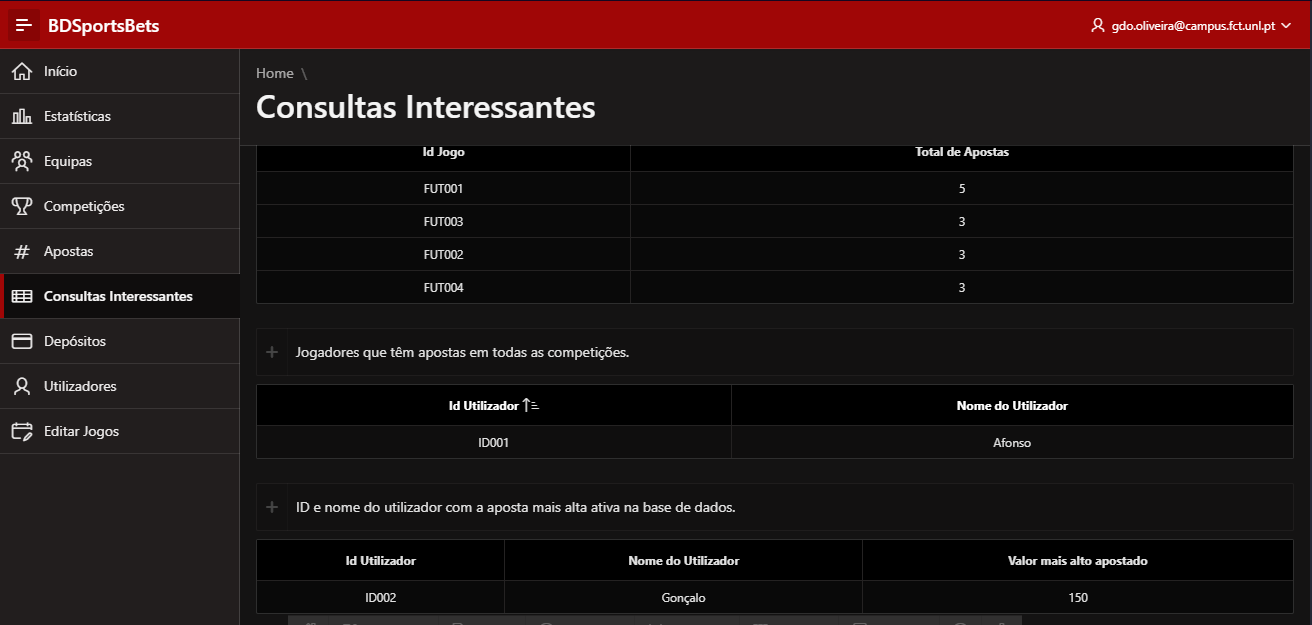 BDSportsBets
gdo.oliveira@campus.fct.unl.pt
Início
Estatísticas
Equipas
Competições
Apostas
Consultas Interessantes
Depósitos
Utilizadores
Editar Jogos
Home \
Consultas Interessantes
Id Jogo Total de Apostas
FUT001 5
FUT003 3
FUT002 3
FUT004 3
Jogadores que têm apostas em todas as competições.
Id Utilizador Nome do Utilizador
ID001 Afonso
ID e nome do utilizador com a aposta mais alta ativa na base de dados.
Id Utilizador Nome do Utilizador Valor mais alto apostado
ID002 Gonçalo 150